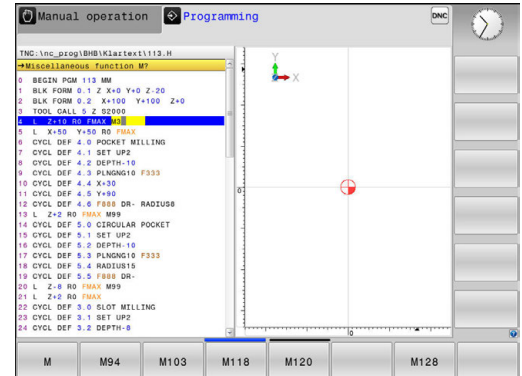 Manual operation
Programming
DNC
TNC:\nc_prog\BHB\Klartext\113.H
→Miscellaneous function M?
0 BEGIN PGM 113 MM
1 BLK FORM 0.1 Z X+0 Y+0 Z-20
2 BLK FORM 0.2 X+100 Y+100 Z+0
3 TOOL CALL 5 Z S2000
4 L Z+10 R0 FMAX M3
5 L X+50 Y+50 R0 FMAX
6 CYCL DEF 4.0 POCKET MILLING
7 CYCL DEF 4.1 SET UP2
8 CYCL DEF 4.2 DEPTH-10
9 CYCL DEF 4.3 PLNGNG10 F333
10 CYCL DEF 4.4 X+30
11 CYCL DEF 4.5 Y+90
12 CYCL DEF 4.6 F888 DR- RADIUS8
13 L Z+2 R0 FMAX M99
14 CYCL DEF 5.0 CIRCULAR POCKET
15 CYCL DEF 5.1 SET UP2
16 CYCL DEF 5.2 DEPTH-10
17 CYCL DEF 5.3 PLNGNG10 F333
18 CYCL DEF 5.4 RADIUS15
19 CYCL DEF 5.5 F888 DR-
20 L Z-8 R0 FMAX M99
21 L Z+2 R0 FMAX
22 CYCL DEF 3.0 SLOT MILLING
23 CYCL DEF 3.1 SET UP2
24 CYCL DEF 3.2 DEPTH-8
Y
X
0
0
M
M94
M103
M118
M120
M128